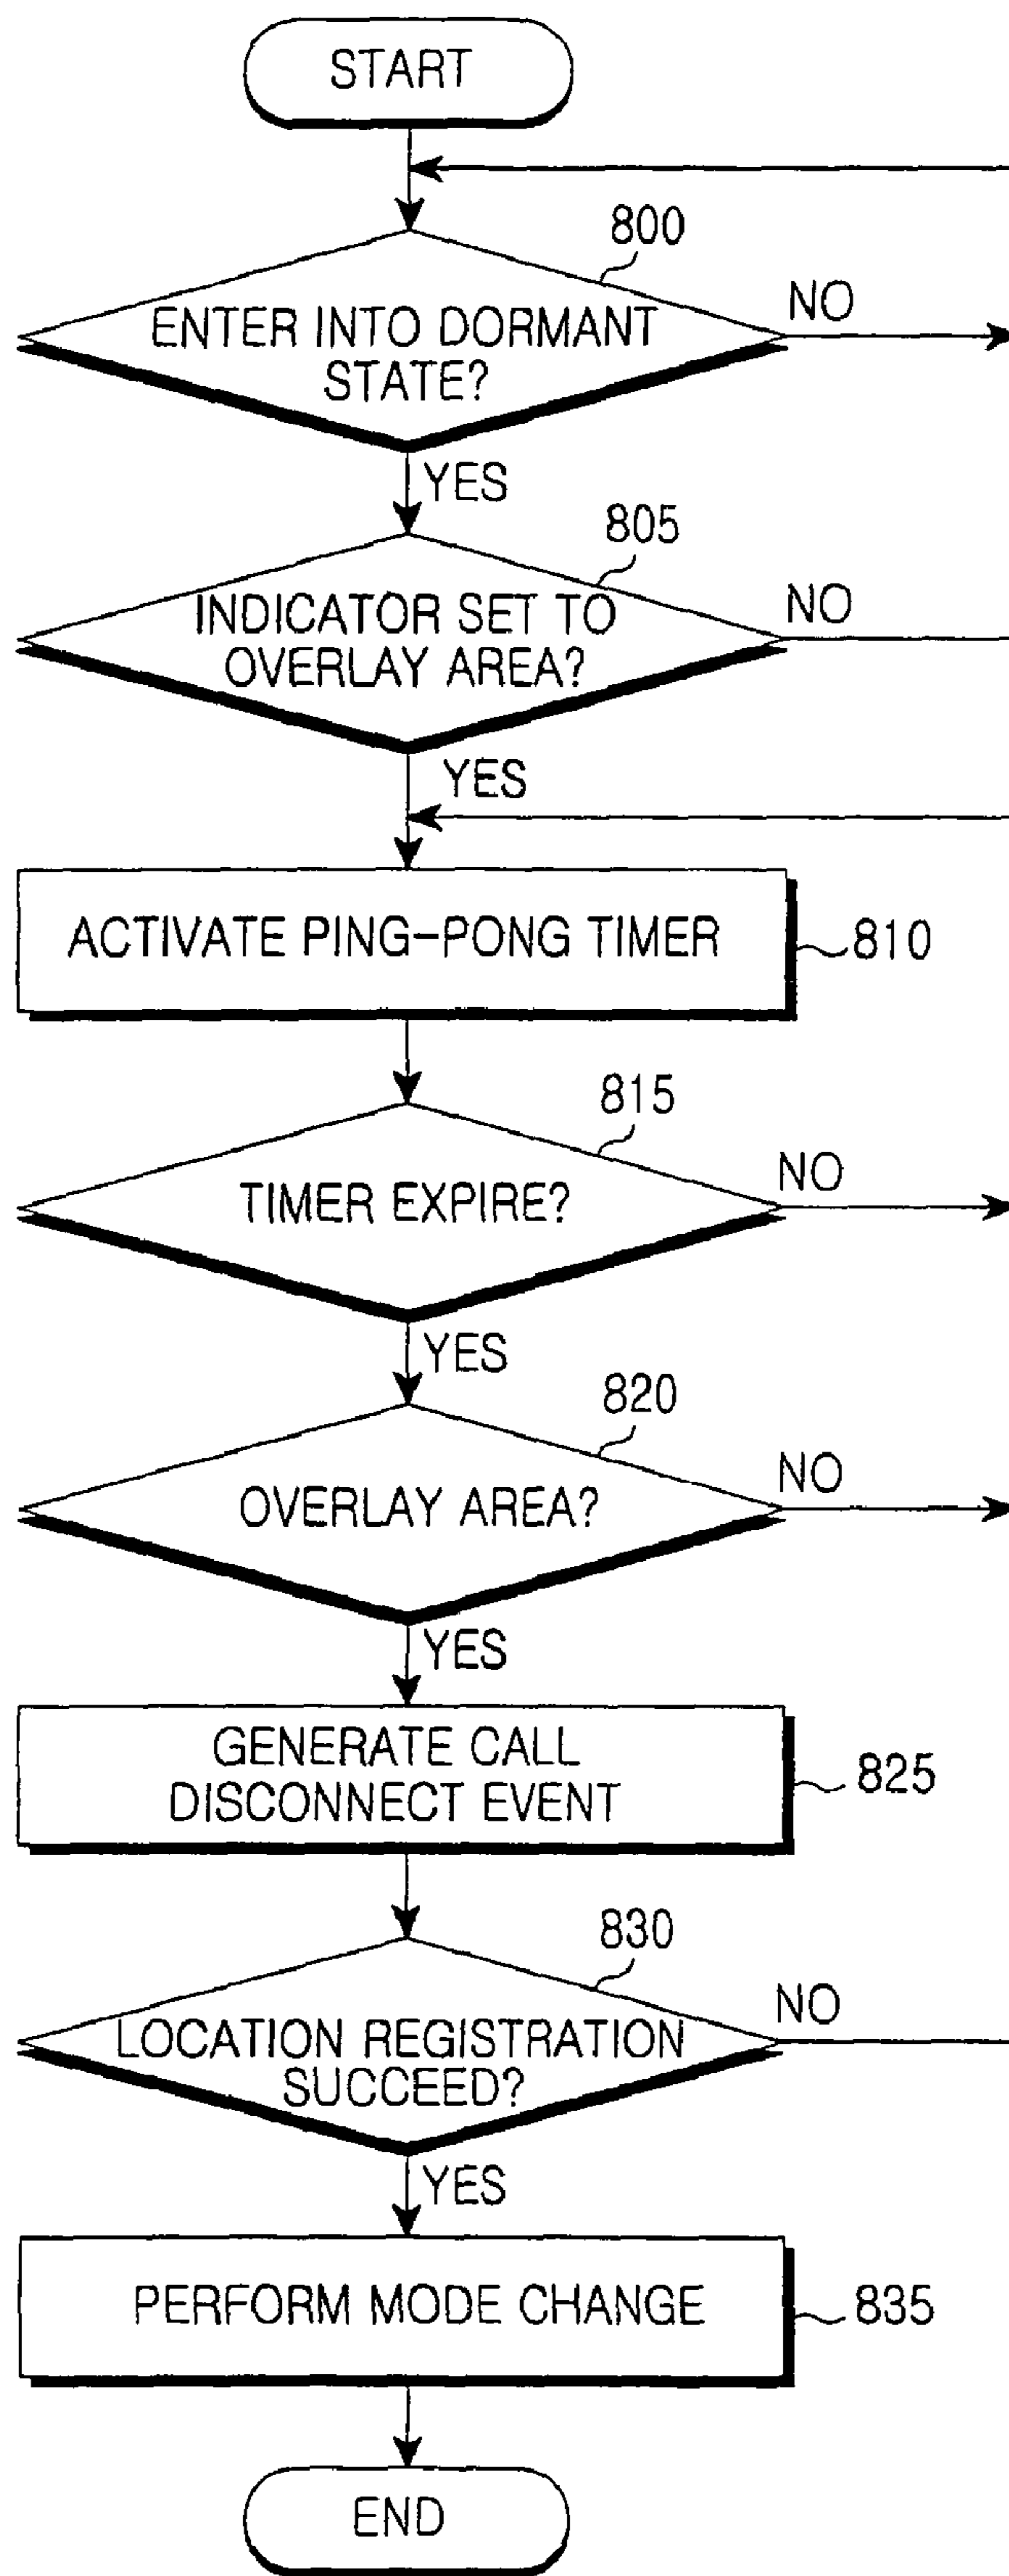 START
800
ENTER INTO DORMANT
STATE?
NO
YES
805
INDICATOR SET TO
OVERLAY AREA?
NO
YES
ACTIVATE PING-PONG TIMER
810
815
TIMER EXPIRE?
NO
YES
820
OVERLAY AREA?
NO
YES
GENERATE CALL
DISCONNECT EVENT
825
830
LOCATION REGISTRATION
SUCCEED?
NO
YES
PERFORM MODE CHANGE
835
END